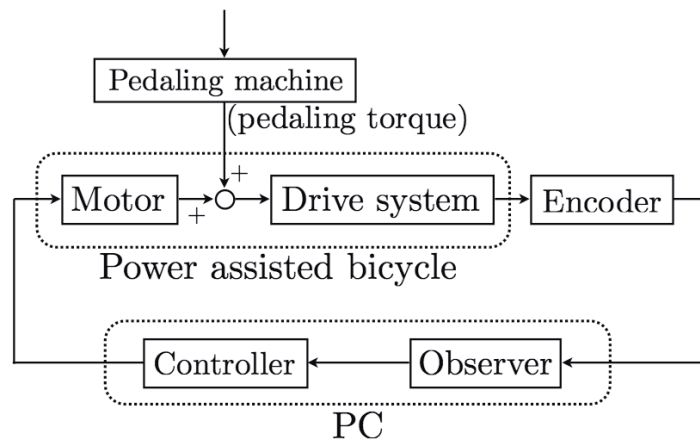 Pedaling machine
(pedaling torque)
+
Motor
+
Drive system
Encoder
Power assisted bicycle
Controller
Observer
PC